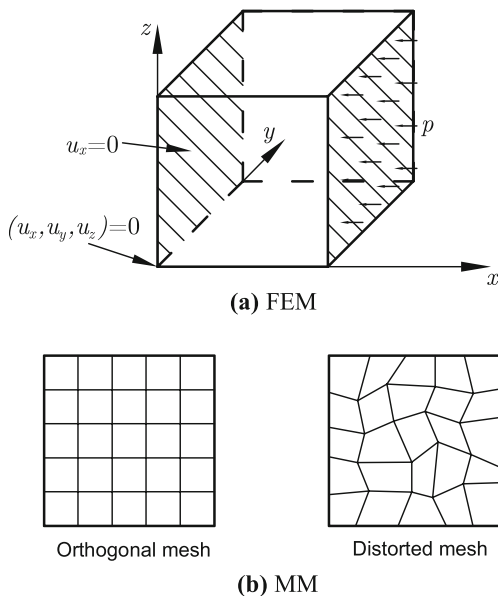 z
y
p
u_x=0
(u_x, u_y, u_z)=0
x
(a) FEM
Orthogonal mesh
Distorted mesh
(b) MM